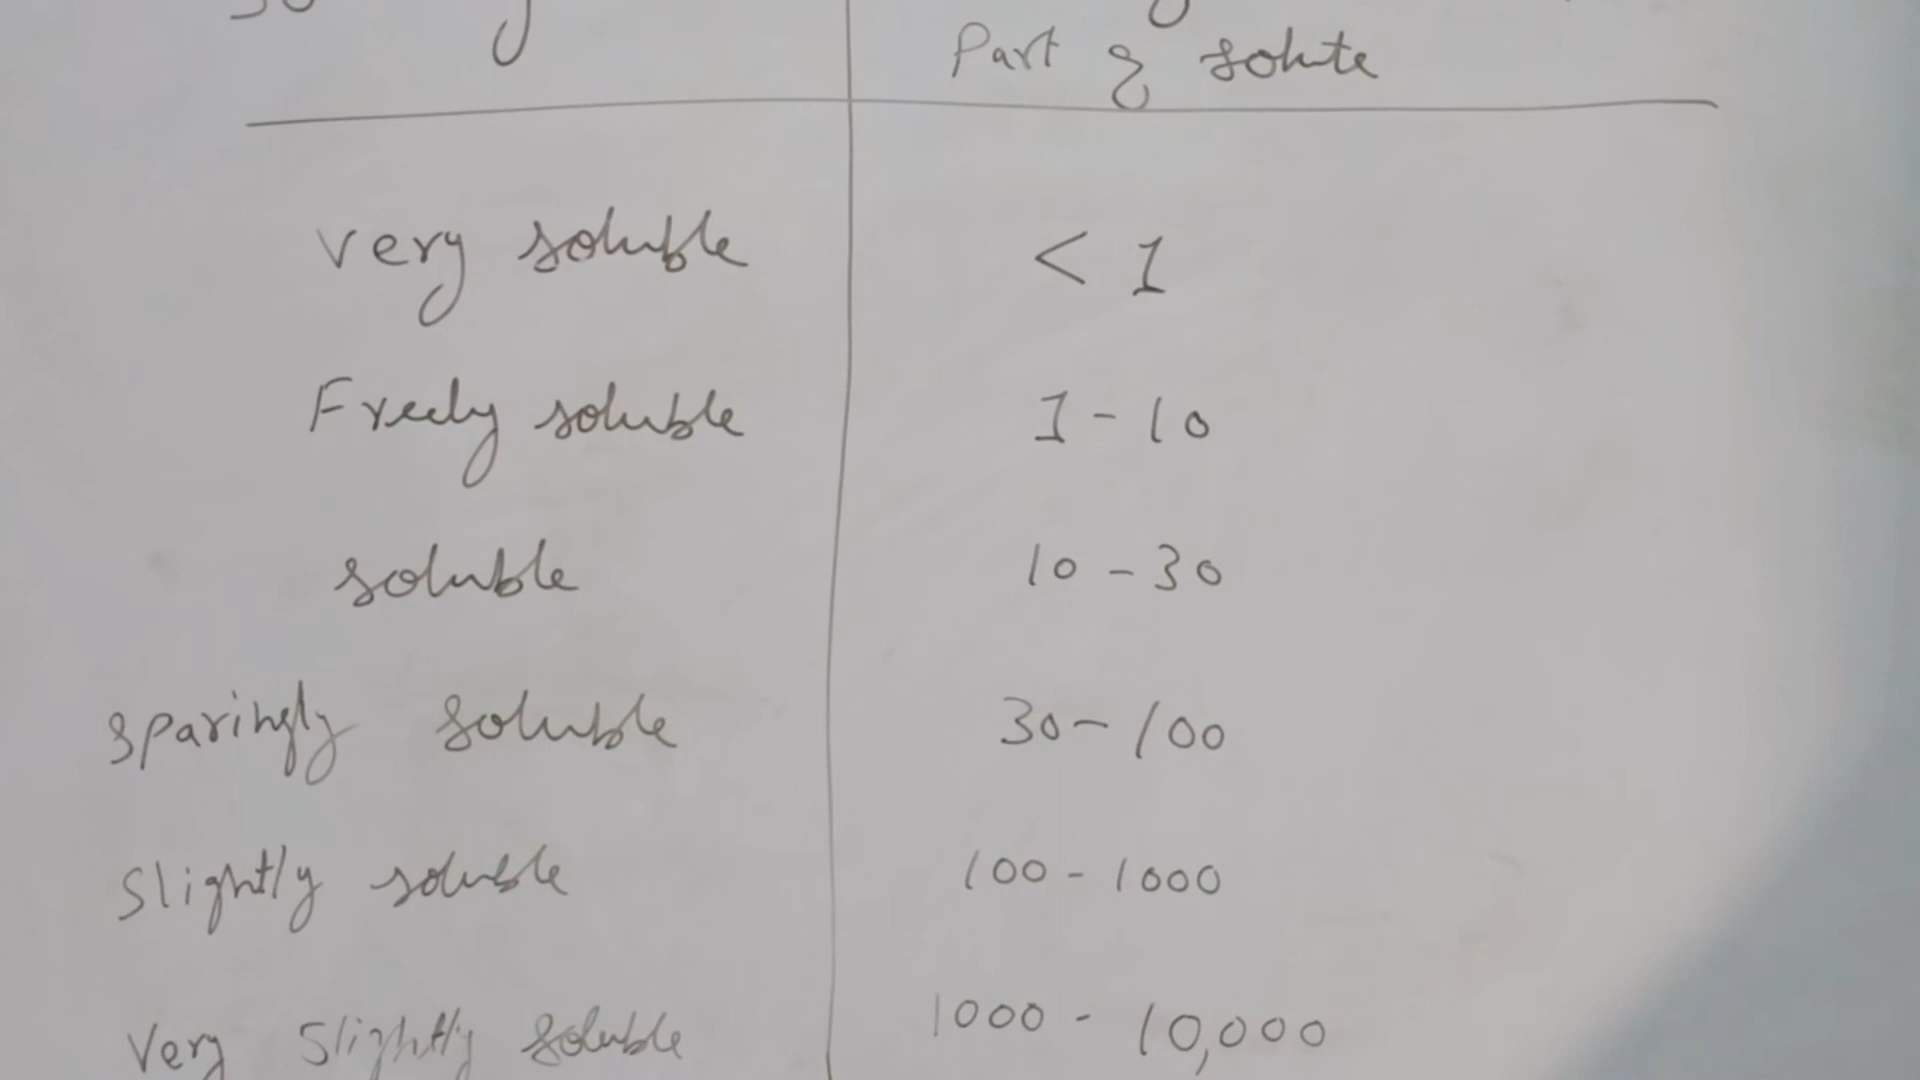 Part of solute
very soluble < 1
Freely soluble 1-10
soluble 10-30
sparingly soluble 30-100
slightly soluble 100-1000
Very slightly soluble 1000-10,000